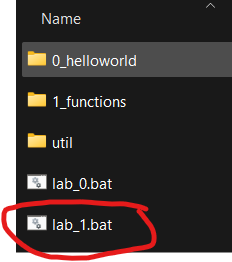 Name
0_helloworld
1_functions
util
lab_0.bat
lab_1.bat